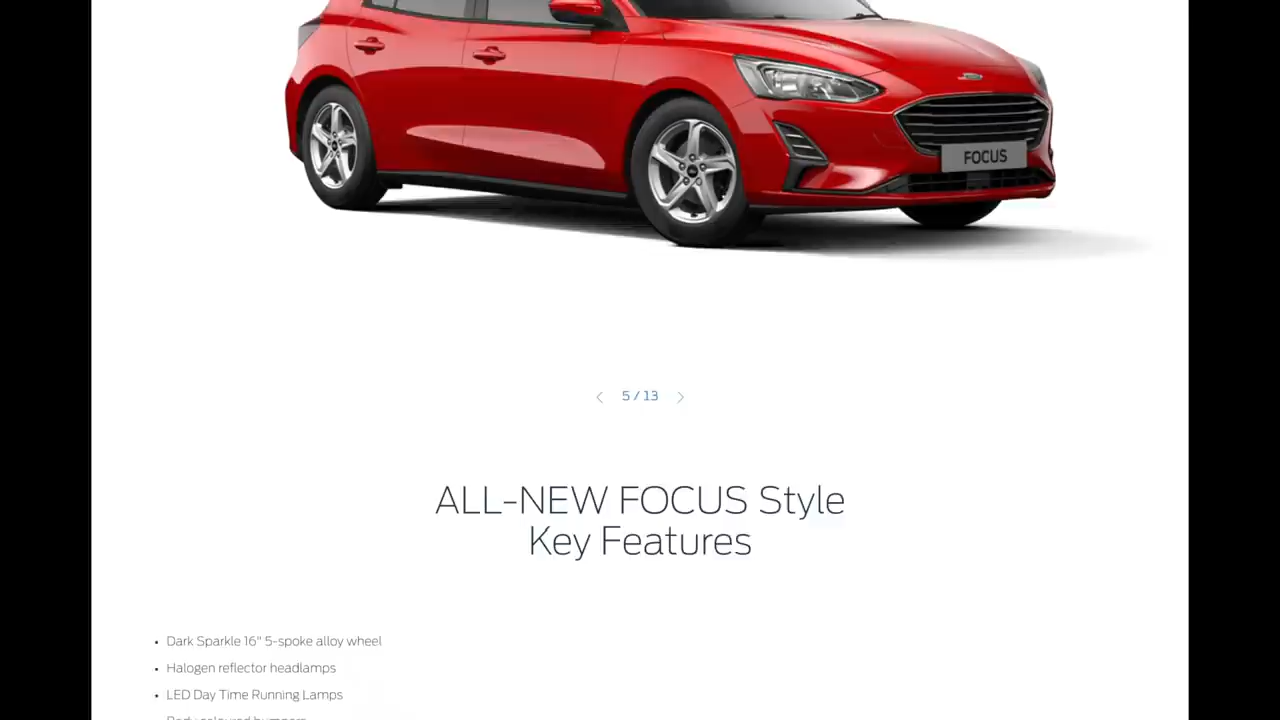 FOCUS
5 / 13
ALL-NEW FOCUS Style
Key Features
• Dark Sparkle 16" 5-spoke alloy wheel
• Halogen reflector headlamps
• LED Day Time Running Lamps